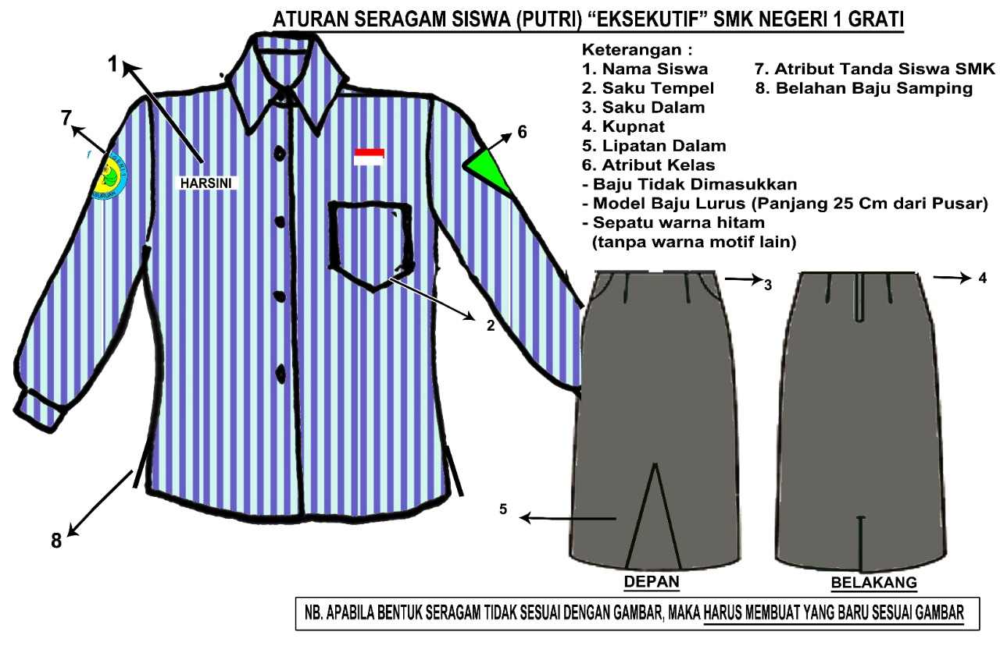 ATURAN SERAGAM SISWA (PUTRI) “EKSEKUTIF” SMK NEGERI 1 GRATI
Keterangan :
1. Nama Siswa
2. Saku Tempel
3. Saku Dalam
4. Kupnat
5. Lipatan Dalam
6. Atribut Kelas
7. Atribut Tanda Siswa SMK
8. Belahan Baju Samping
- Baju Tidak Dimasukkan
- Model Baju Lurus (Panjang 25 Cm dari Pusar)
- Sepatu warna hitam
(tanpa warna motif lain)
1
7
6
HARSINI
2
3
4
5
8
DEPAN
BELAKANG
NB. APABILA BENTUK SERAGAM TIDAK SESUAI DENGAN GAMBAR, MAKA HARUS MEMBUAT YANG BARU SESUAI GAMBAR